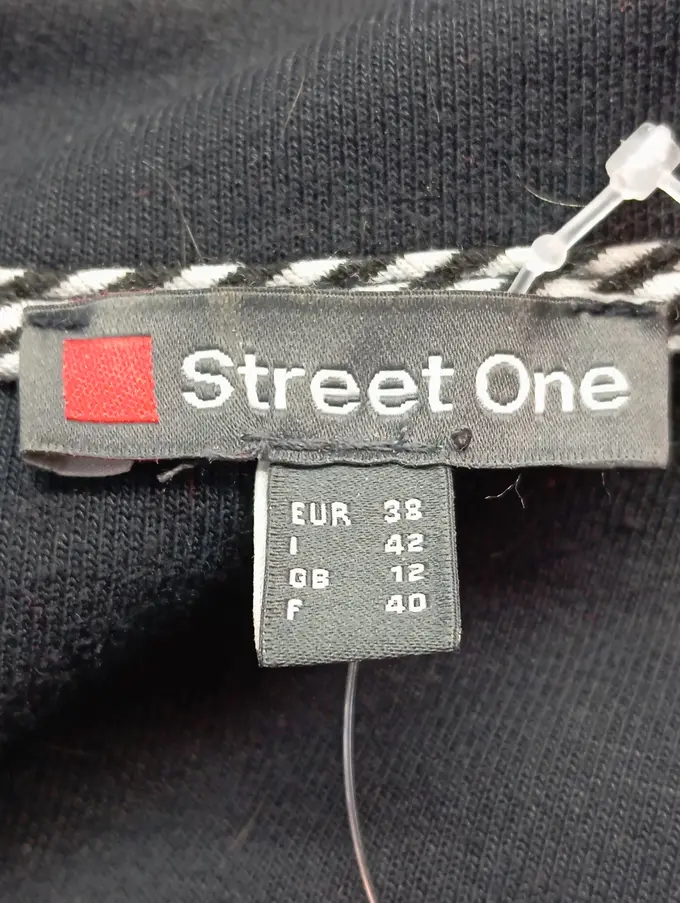 Street One
EUR 38
I 42
GB 12
F 40